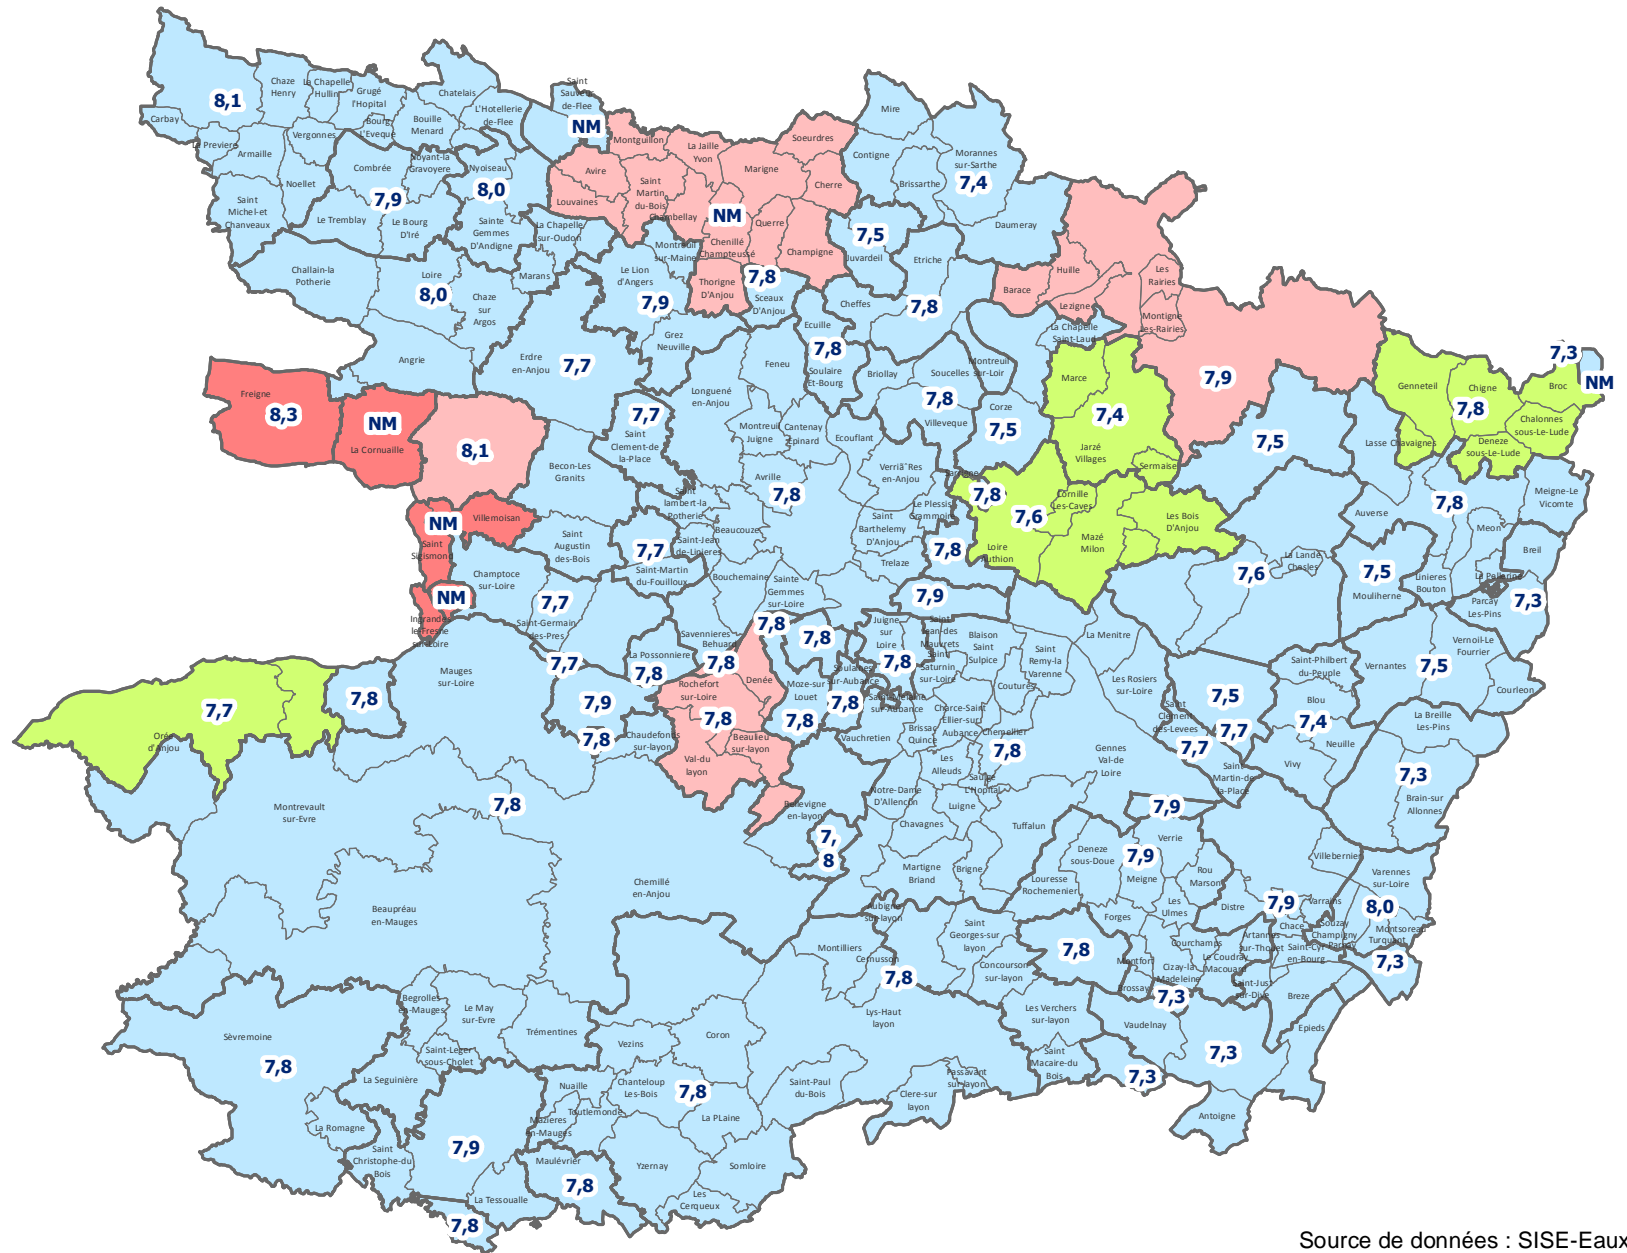 8,1
Chaze
Henry
La Chapelle
Hullin
Grugé
l'Hopital
Bourg
L'Eveque
Bouille
Menard
Chatelais
L'Hotellerie
de-Flee
Saint
Sauveur
de-Flee
NM
Carbay
La Previere
Armaille
Vergonnes
Noellet
Combrée
7,9
Noyant-la
Gravoyere
Nyoiseau
8,0
Saint
Michel-et
Chanveaux
Le Tremblay
Le Bourg
D'Iré
Sainte
Gemmes
D'Andigne
La Chapelle
sur-Oudon
Montguillon
La Jaille
Yvon
Soeurdres
Marigne
Cherre
Avire
Louvaines
Saint
Martin
du-Bois
Chambellay
NM
Querre
Chenillé
Champteussé
Champigne
Thorigne
D'Anjou
Mire
Contigne
Brissarthe
Morannes
sur-Sarthe
7,4
Daumeray
7,5
Juvardeil
Etriche
7,8
Cheffes
7,8
Sceaux
D'Anjou
Montreuil
sur-Maine
Le Lion
d'Angers
7,9
Grez
Neuville
Challain-la
Potherie
Loire
8,0
Chaze
sur
Argos
Marans
Angrie
Erdre
en-Anjou
7,7
Barace
Huille
Lezigne
Les
Rairies
Montigne
les-Rairies
7,9
La Chapelle
Saint-Laud
Marce
7,4
Jarzé
Villages
Sermaise
Ecuille
7,8
Soulaire
Et-Bourg
Feneu
Briollay
Soucelles
Montreuil
sur-Loir
7,8
Villeveque
Corze
7,5
Longuené
en-Anjou
Montreuil
Juigne
Cantenay
Epinard
Ecouflant
Freigne
8,3
NM
La Cornuaille
8,1
7,7
Saint
Clement-de
la-Place
Becon-Les
Granits
Genneteil
Chigne
7,8
Broc
7,3
NM
Chalonnes
sous-Le-Lude
Deneze
sous-Le-Lude
Chavaignes
Lasse
7,5
7,8
Auverse
Meon
Meigne-Le
Vicomte
Breil
Avrille
7,8
VerriÃ¨Res
en-Anjou
Saint
Barthelemy
D'Anjou
Le Plessis
Grammoire
7,8
Trelaze
7,8
7,6
Cornille
Les-Caves
Loire
Authion
Mazé
Milon
Les Bois
D'Anjou
La Lande
Chasles
7,6
7,5
Mouliherne
Linieres
Bouton
La Pellerine
Parcay
Les-Pins
7,3
NM
Villemoisan
Saint
Sigismond
NM
Ingrandes
le-Fresne
sur-Loire
Champtoce
sur-Loire
Saint
Augustin
des-Bois
7,7
Saint-Germain
des-Pres
7,7
Saint
lambert-la
Potherie
Saint-Jean
de-Linieres
7,7
Saint-Martin
du-Fouilloux
Beaucouze
Bouchemaine
Sainte
Gemmes
sur-Loire
7,8
7,8
7,9
La Possonniere
7,8
Savennieres
Behuard
7,8
Denée
Rochefort
sur-Loire
7,8
Beaulieu
sur-layon
Val-du
layon
Moze-sur
Louet
7,8
Soulaines
sur-Aubance
7,8
Juigne
sur
Loire
7,8
Saint
Jean-des
Mauvrets
Saint
Saturnin
sur-Loire
Blaison
Saint
Sulpice
Saint
Remy-la
Varenne
Coutures
La Menitre
Les Rosiers
sur-Loire
Saint
Clement
des-Levees
7,7
7,5
7,7
Saint
Martin-de
la-Place
Saint-Philbert
du-Peuple
Blou
7,4
Neuille
Vivy
Vernantes
7,5
Vernoil-Le
Fourrier
Courleon
La Breille
Les-Pins
7,3
Brain-sur
Allonnes
Orée
d'Anjou
7,7
7,8
Mauges
sur-Loire
7,9
7,8
Chaudefonds
sur-layon
Vauchretien
Brissac
Quince
Charce-Saint
Ellier-sur
Aubance
Chemellier
7,8
Gennes
Val-de
Loire
Les
Alleuds
Saulge
L'Hopital
Luigne
Notre-Dame
D'Allencon
Chavagnes
Tuffalun
7,9
Montrevault
sur-Evre
7,8
Bellevigne
en-layon
7,
8
Chemillé
en-Anjou
Martigne
Briand
Brigne
Louresse
Rochemenier
Deneze
sous-Doue
Verrie
7,9
Meigne
Rou
Marson
Les
Ulmes
Distre
Forges
Villebernier
7,9
Varrains
Chace
Varennes
sur-Loire
8,0
Souzay
Champigny
Parnay
Montsoreau
Turquant
7,3
Artannes
sur-Thouet
Saint-Cyr
en-Bourg
Courchamps
Le Coudray
Macouard
Cizay-la
Madeleine
Montfort
Brossay
7,3
Saint-Just
sur-Dive
Breze
Epieds
Vaudelnay
7,3
7,3
Antoigne
Beaupréau
en-Mauges
Aubigne
sur-layon
Montilliers
Cernusson
7,8
Saint
Georges-sur
layon
Concourson
sur-layon
7,8
Lys-Haut
layon
Les Verchers
sur-layon
Saint
Macaire-du
Bois
Passavant
sur-layon
Clere-sur
layon
Saint-Paul
du-Bois
Sèvremoine
7,8
Begrolles
en-Mauges
Le May
sur-Evre
Saint-Leger
sous-Cholet
Trémentines
Vezins
Coron
La Seguinière
La Romagne
Saint
Christophe-du
Bois
7,9
Nuaille
Toutlemonde
Mazieres
en-Mauges
Chanteloup
Les-Bois
7,8
La PLaine
Yzernay
Somloire
Maulévrier
7,8
La Tessoualle
7,8
Les
Cerqueux
Source de données : SISE-Eaux